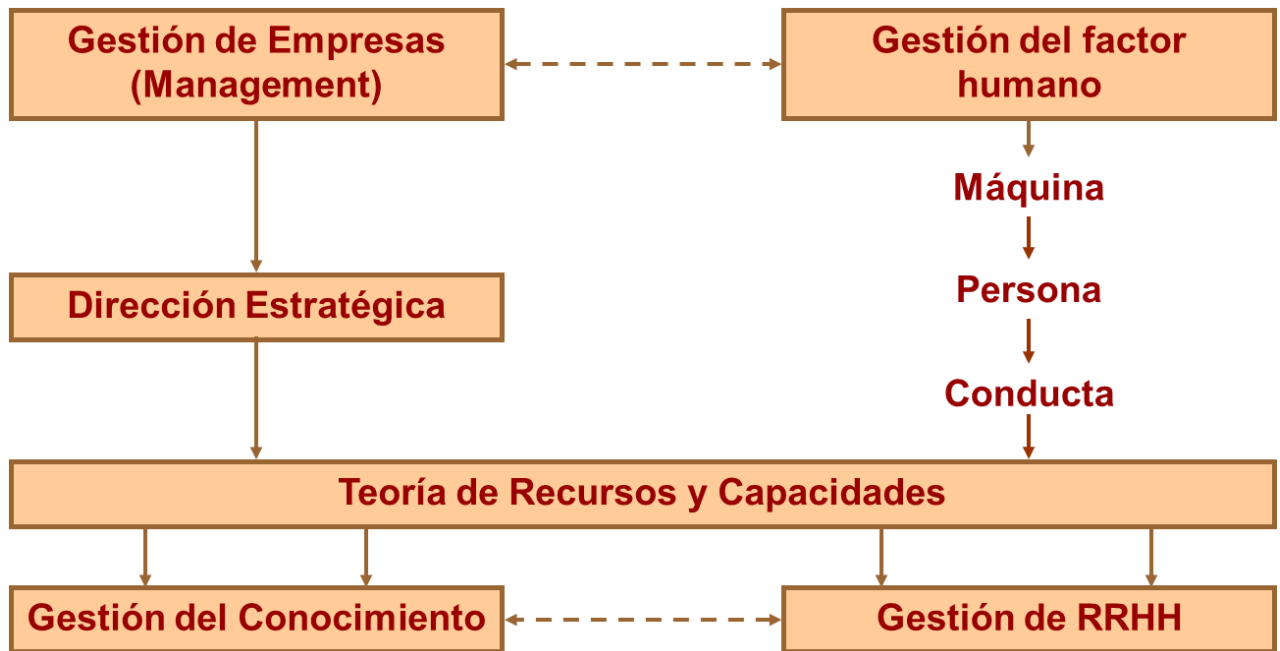 Gestión de Empresas
(Management)
Gestión del factor
humano
Máquina
Persona
Dirección Estratégica
Conducta
Teoría de Recursos y Capacidades
Gestión del Conocimiento
Gestión de RRHH